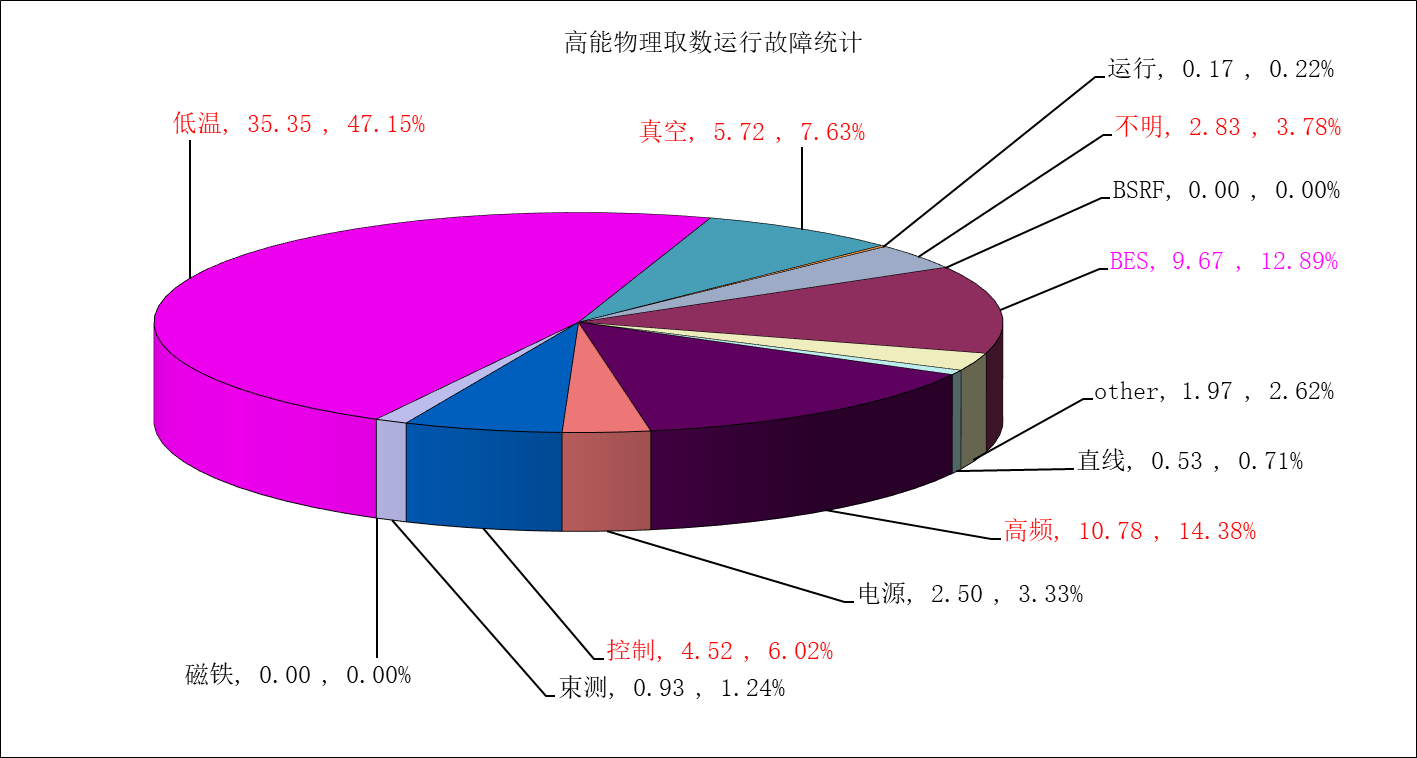 高能物理取数运行故障统计
运行, 0.17 , 0.22%
低温, 35.35 , 47.15%
真空, 5.72 , 7.63%
不明, 2.83 , 3.78%
BSRF, 0.00 , 0.00%
BES, 9.67 , 12.89%
other, 1.97 , 2.62%
直线, 0.53 , 0.71%
高频, 10.78 , 14.38%
电源, 2.50 , 3.33%
控制, 4.52 , 6.02%
磁铁, 0.00 , 0.00%
束测, 0.93 , 1.24%